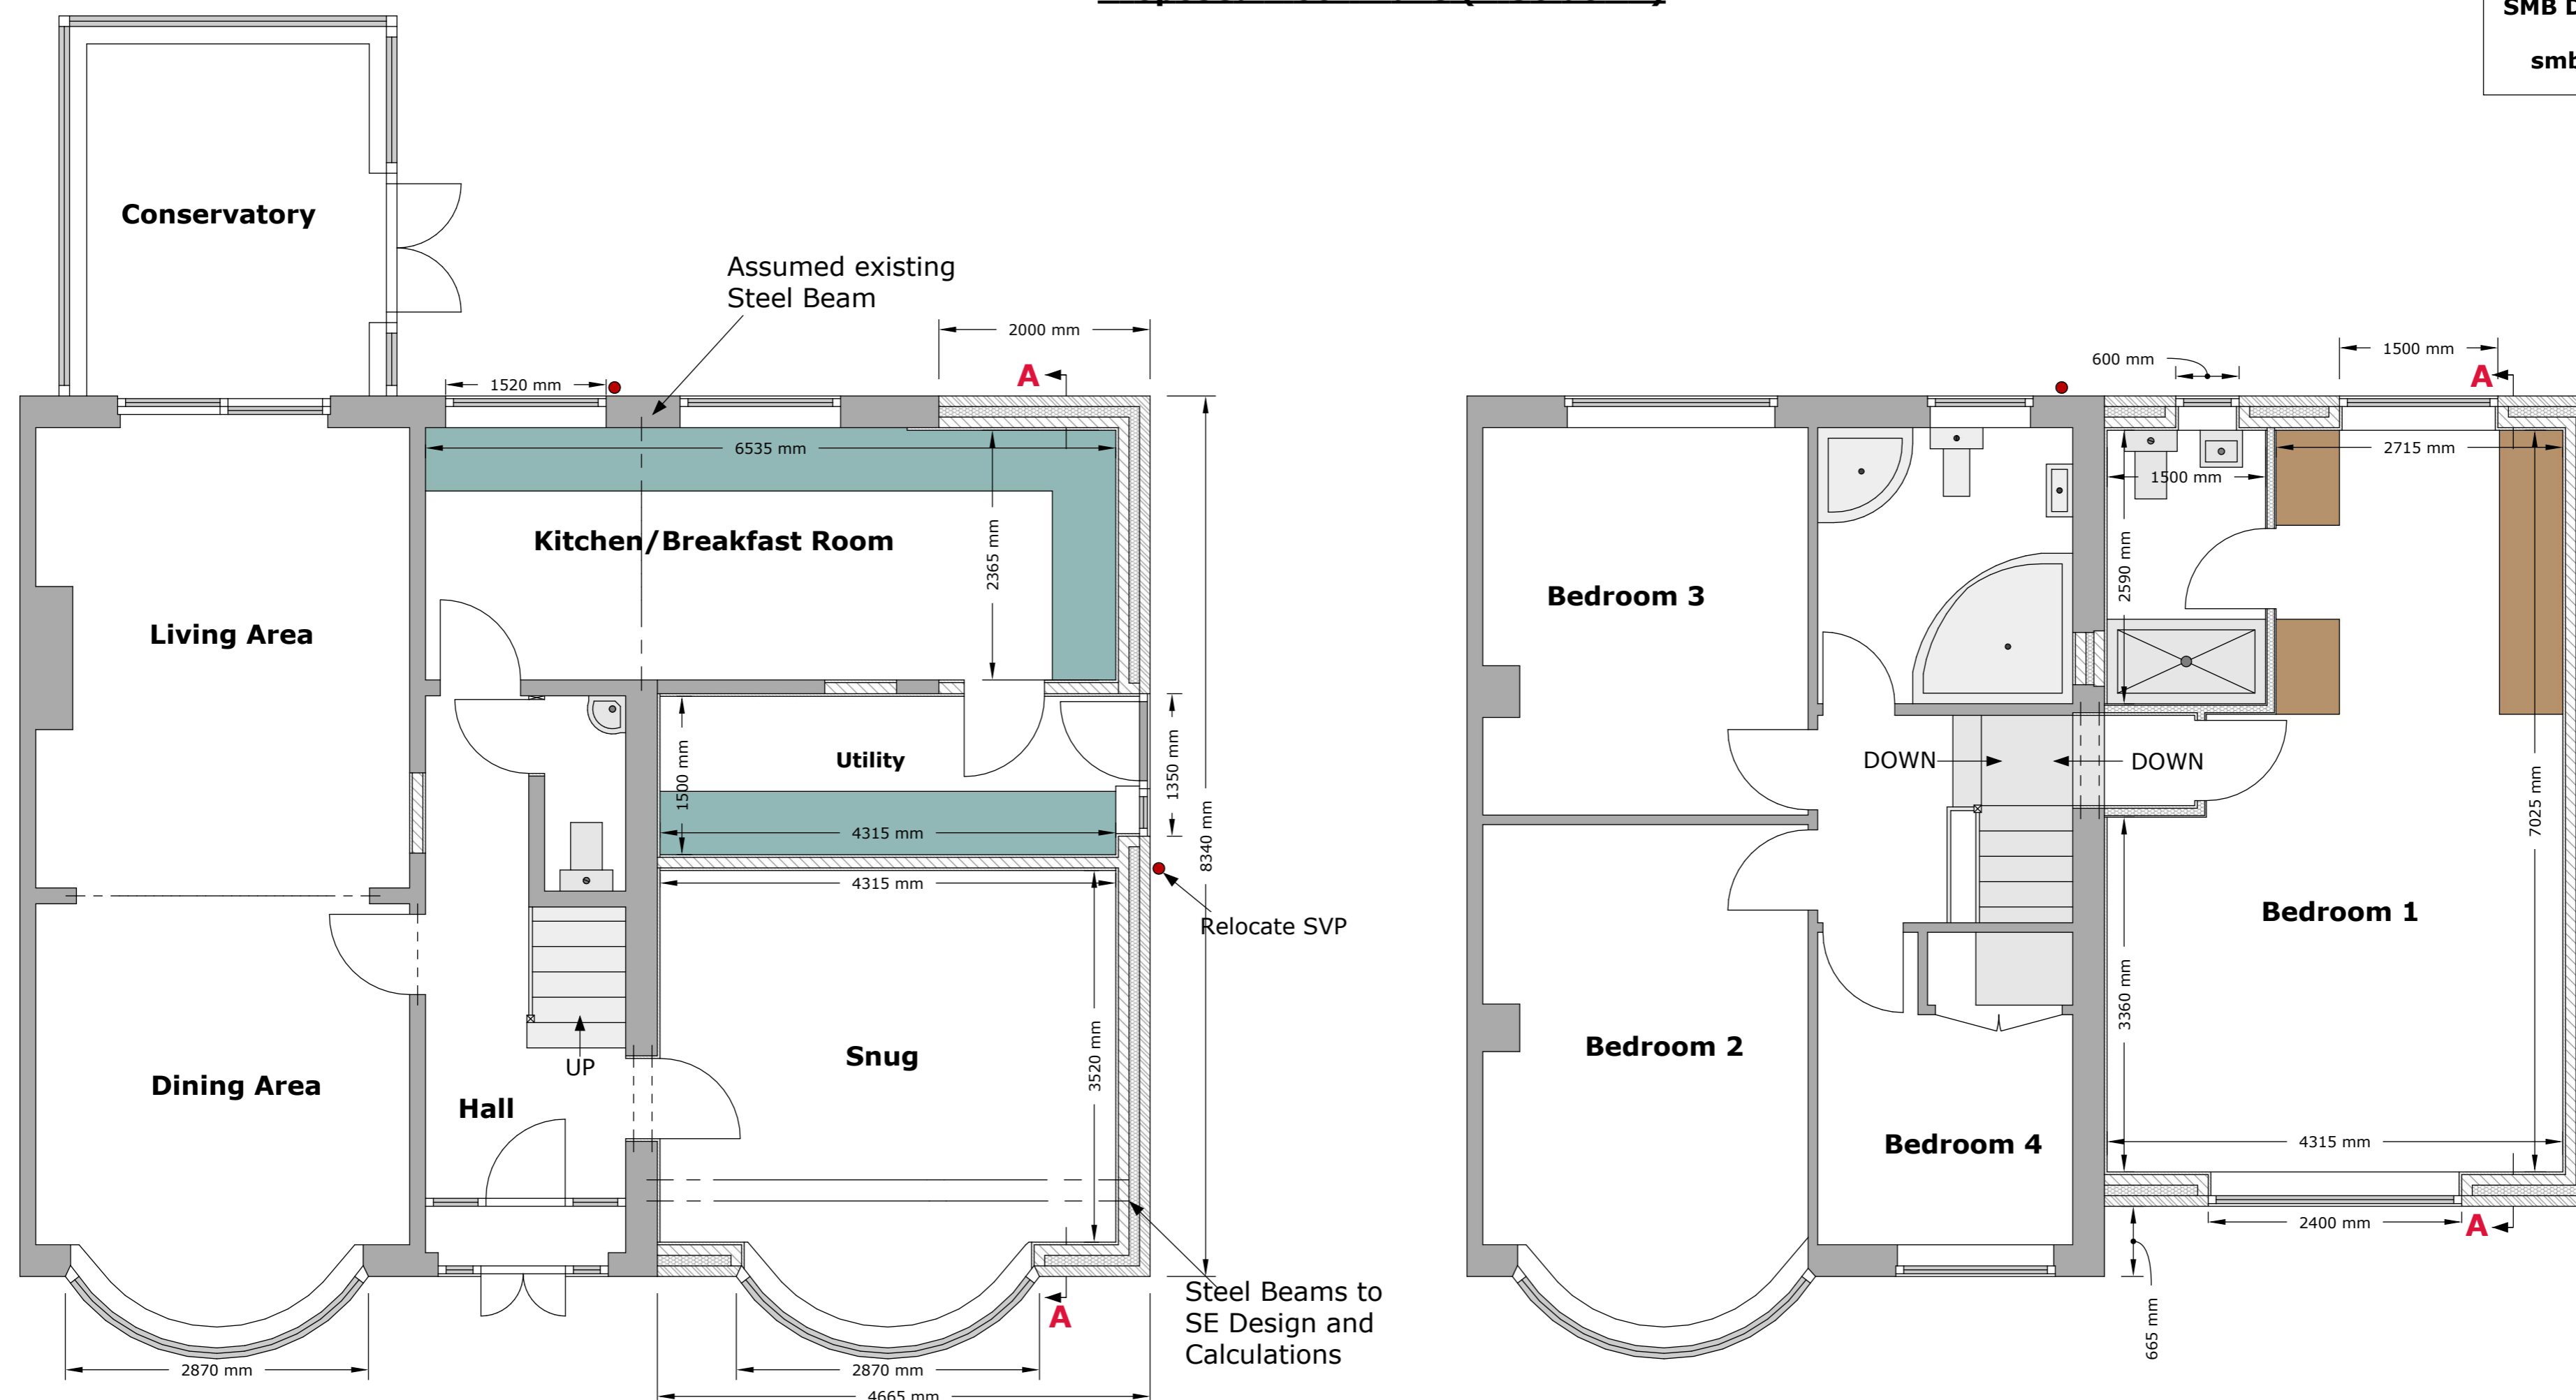 SMB D
smb
Conservatory
Assumed existing
Steel Beam
2000 mm
A
1520 mm
6535 mm
Kitchen/Breakfast Room
2365 mm
Living Area
1500 mm
Utility
1350 mm
4315 mm
8340 mm
4315 mm
Relocate SVP
3520 mm
Snug
UP
Dining Area
Hall
Steel Beams to
SE Design and
Calculations
A
2870 mm
2870 mm
4665 mm
600 mm
1500 mm
A
2715 mm
1500 mm
2590 mm
Bedroom 3
DOWN
DOWN
7025 mm
Bedroom 1
3360 mm
Bedroom 2
Bedroom 4
4315 mm
2400 mm
A
665 mm